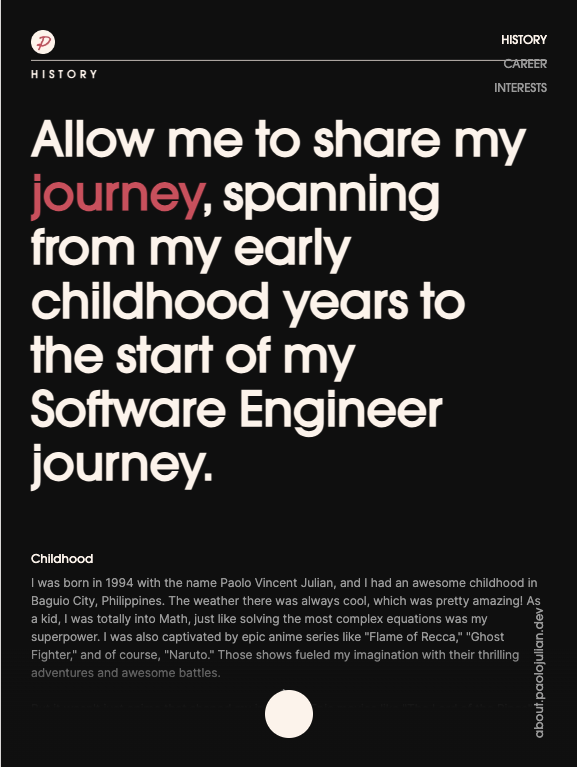 P
HISTORY
CAREER
HISTORY
INTERESTS
Allow me to share my
journey, spanning
from my early
childhood years to
the start of my
Software Engineer
journey.
Childhood
I was born in 1994 with the name Paolo Vincent Julian, and I had an awesome childhood in
Baguio City, Philippines. The weather there was always cool, which was pretty amazing! As
a kid, I was totally into Math, just like solving the most complex equations was my
superpower. I was also captivated by epic anime series like "Flame of Recca," "Ghost
Fighter," and of course, "Naruto." Those shows fueled my imagination with their thrilling
adventures and awesome battles.
about.paolojulian.dev